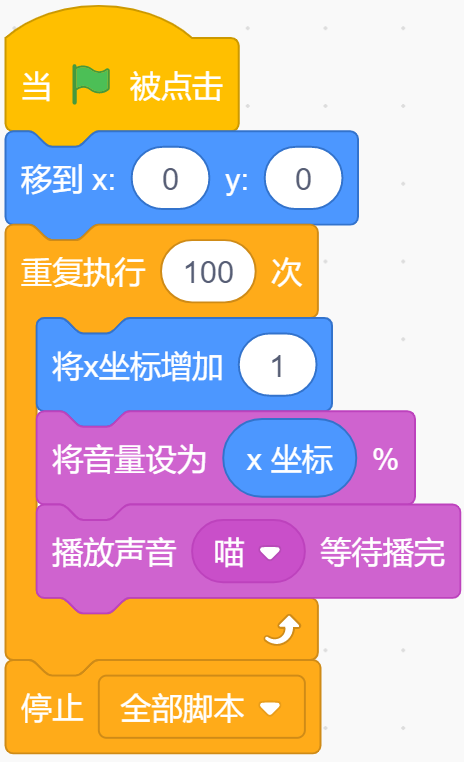 当 被点击
移到 x: 0 y: 0
重复执行 100 次
将x坐标增加 1
将音量设为 x 坐标 %
播放声音 喵 等待播完
停止 全部脚本